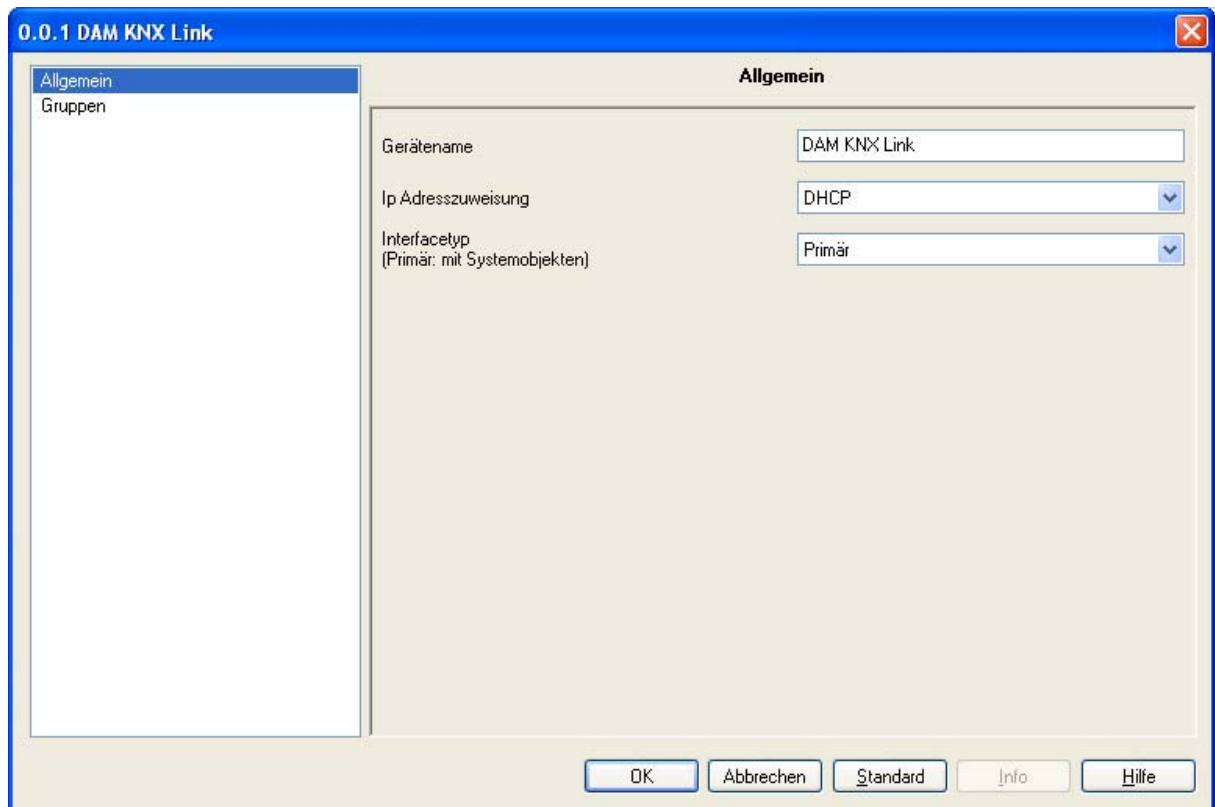 0.0.1 DAM KNX Link
Allgemein
Gruppen
Allgemein
Gerätename
DAM KNX Link
Ip Adresszuweisung
DHCP
Interfacetyp
(Primär: mit Systemobjekten)
Primär
OK
Abbrechen
Standard
Info
Hilfe